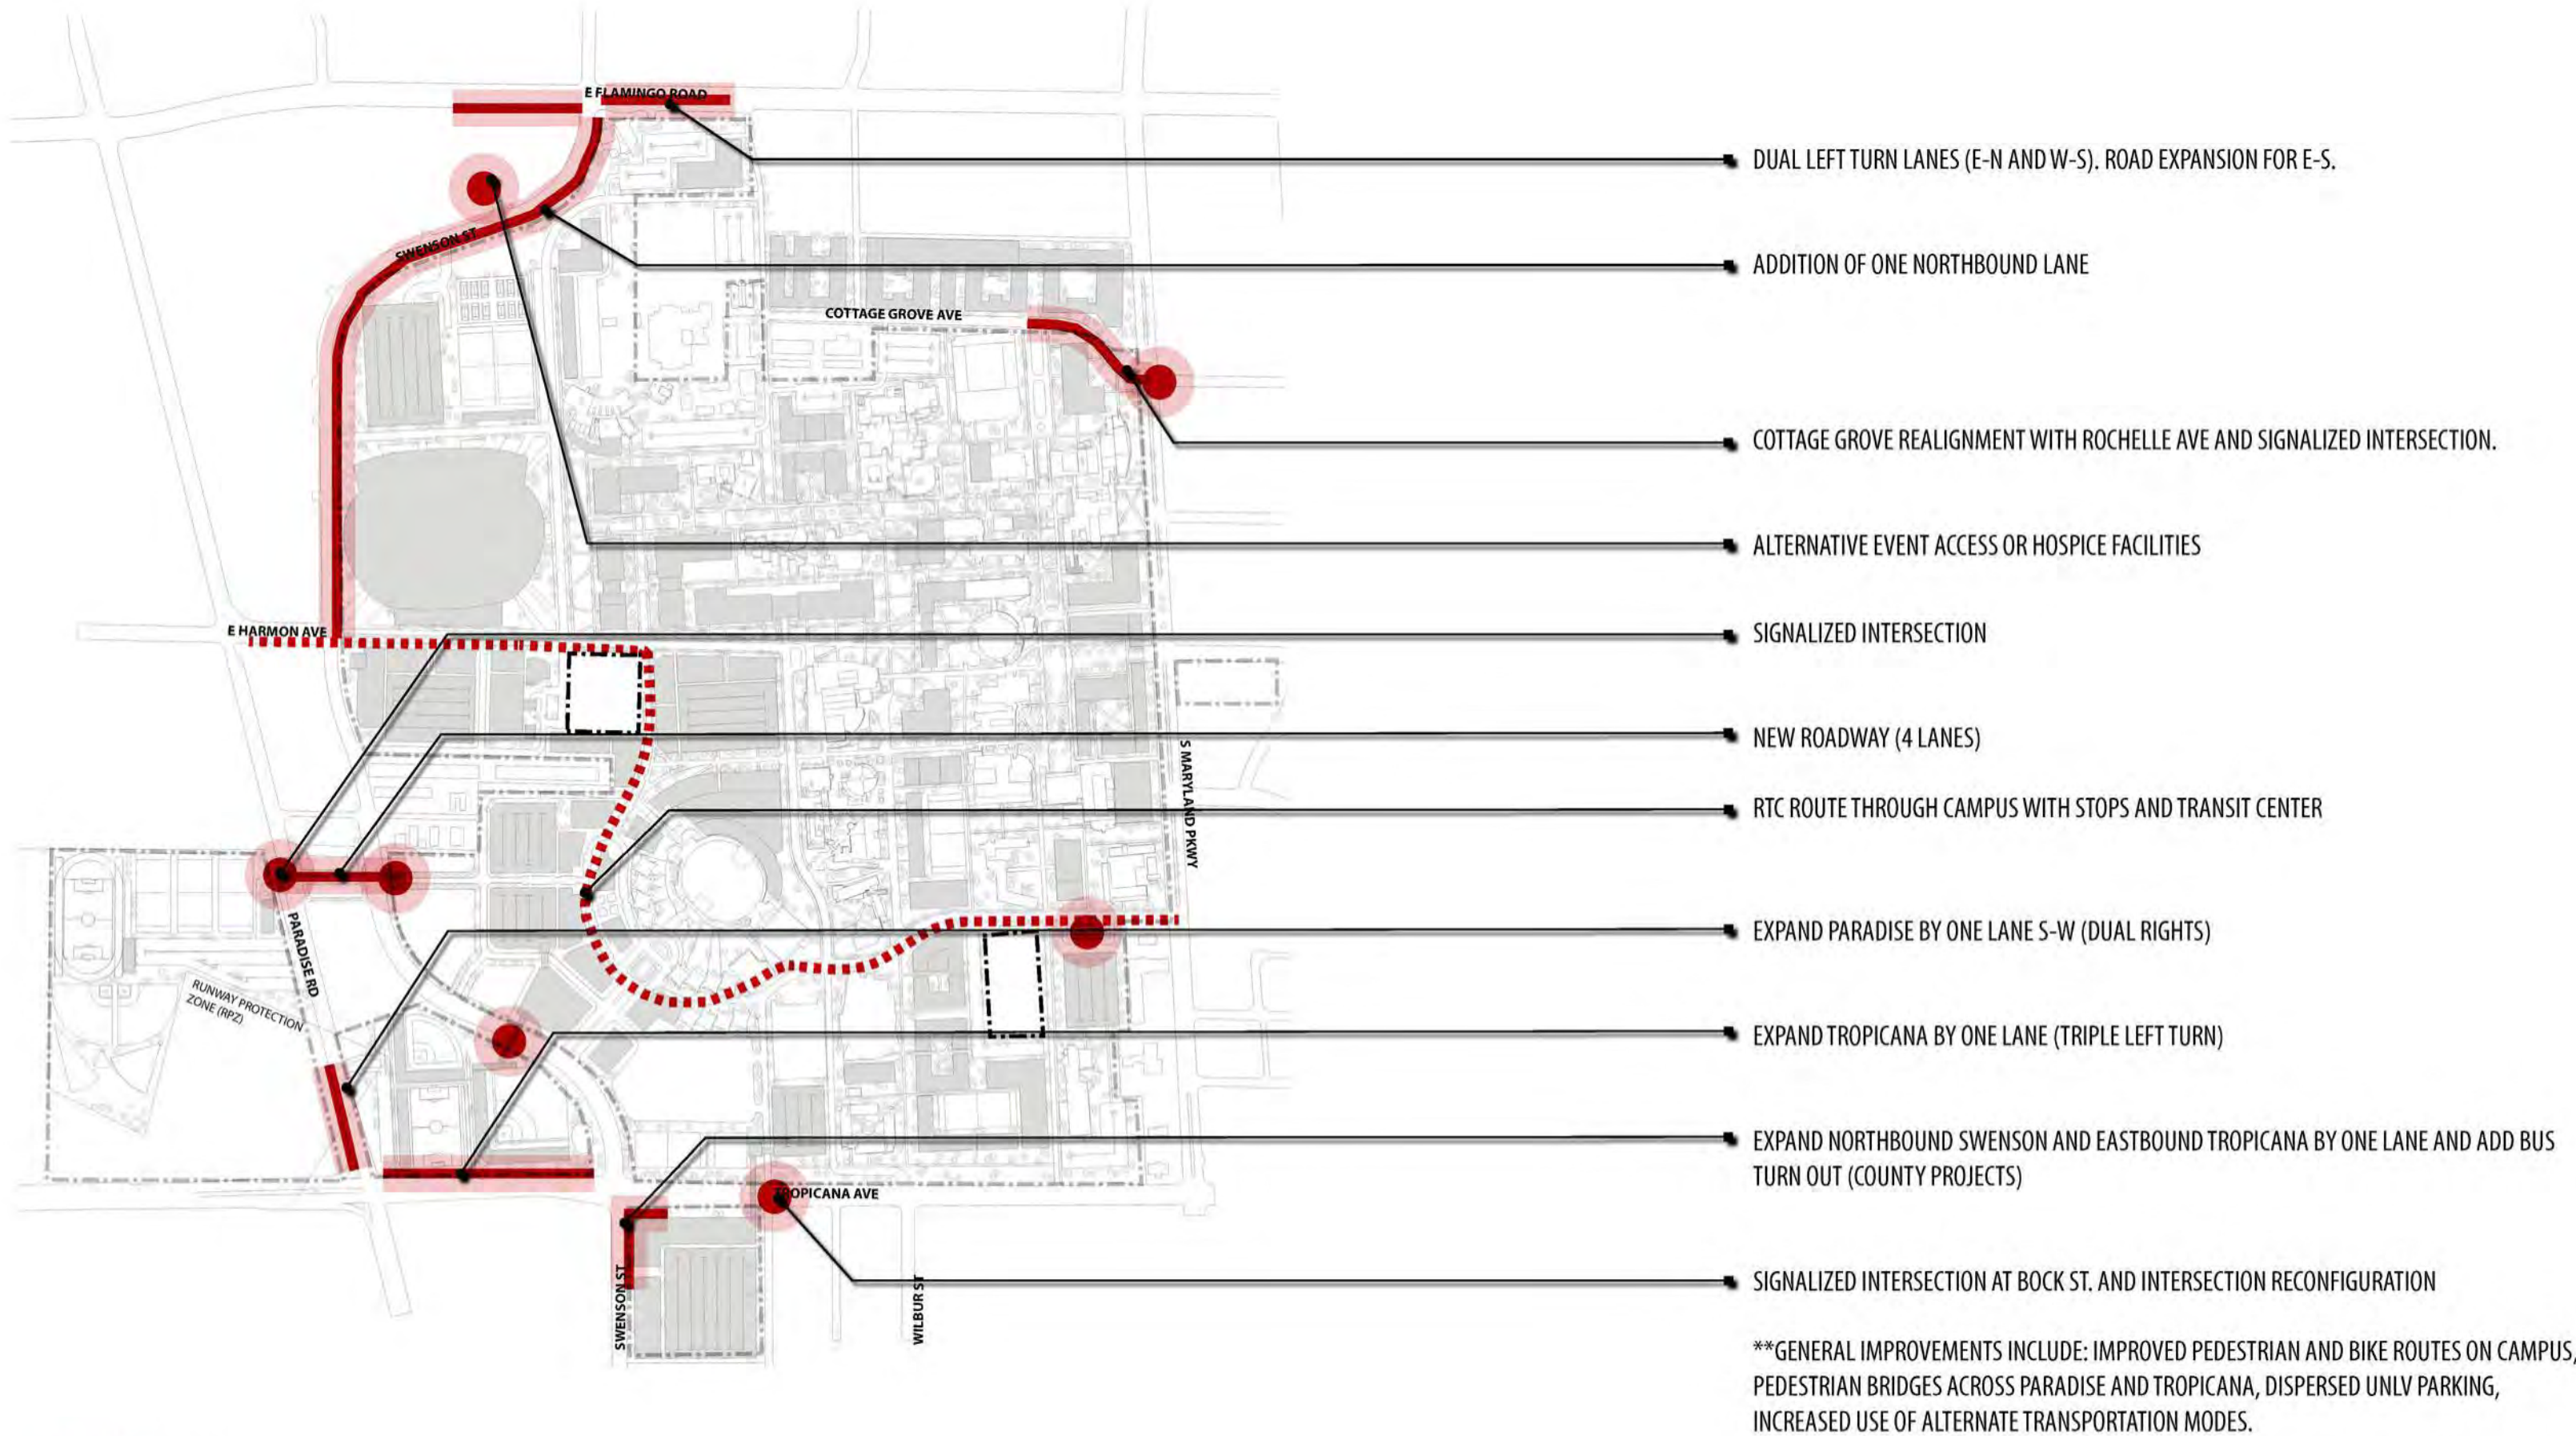 E FLAMINGO ROAD
DUAL LEFT TURN LANES (E-N AND W-S). ROAD EXPANSION FOR E-S.
SWENSON ST
ADDITION OF ONE NORTHBOUND LANE
COTTAGE GROVE AVE
COTTAGE GROVE REALIGNMENT WITH ROCHELLE AVE AND SIGNALIZED INTERSECTION.
ALTERNATIVE EVENT ACCESS OR HOSPICE FACILITIES
E HARMON AVE
SIGNALIZED INTERSECTION
NEW ROADWAY (4 LANES)
S MARYLAND PKWY
RTC ROUTE THROUGH CAMPUS WITH STOPS AND TRANSIT CENTER
PARADISE RD
EXPAND PARADISE BY ONE LANE S-W (DUAL RIGHTS)
RUNWAY PROTECTION
ZONE (RPZ)
EXPAND TROPICANA BY ONE LANE (TRIPLE LEFT TURN)
EXPAND NORTHBOUND SWENSON AND EASTBOUND TROPICANA BY ONE LANE AND ADD BUS
TURN OUT (COUNTY PROJECTS)
TROPICANA AVE
SWENSON ST
WILBUR ST
SIGNALIZED INTERSECTION AT BOCK ST. AND INTERSECTION RECONFIGURATION
**GENERAL IMPROVEMENTS INCLUDE: IMPROVED PEDESTRIAN AND BIKE ROUTES ON CAMPUS,
PEDESTRIAN BRIDGES ACROSS PARADISE AND TROPICANA, DISPERSED UNLV PARKING,
INCREASED USE OF ALTERNATE TRANSPORTATION MODES.